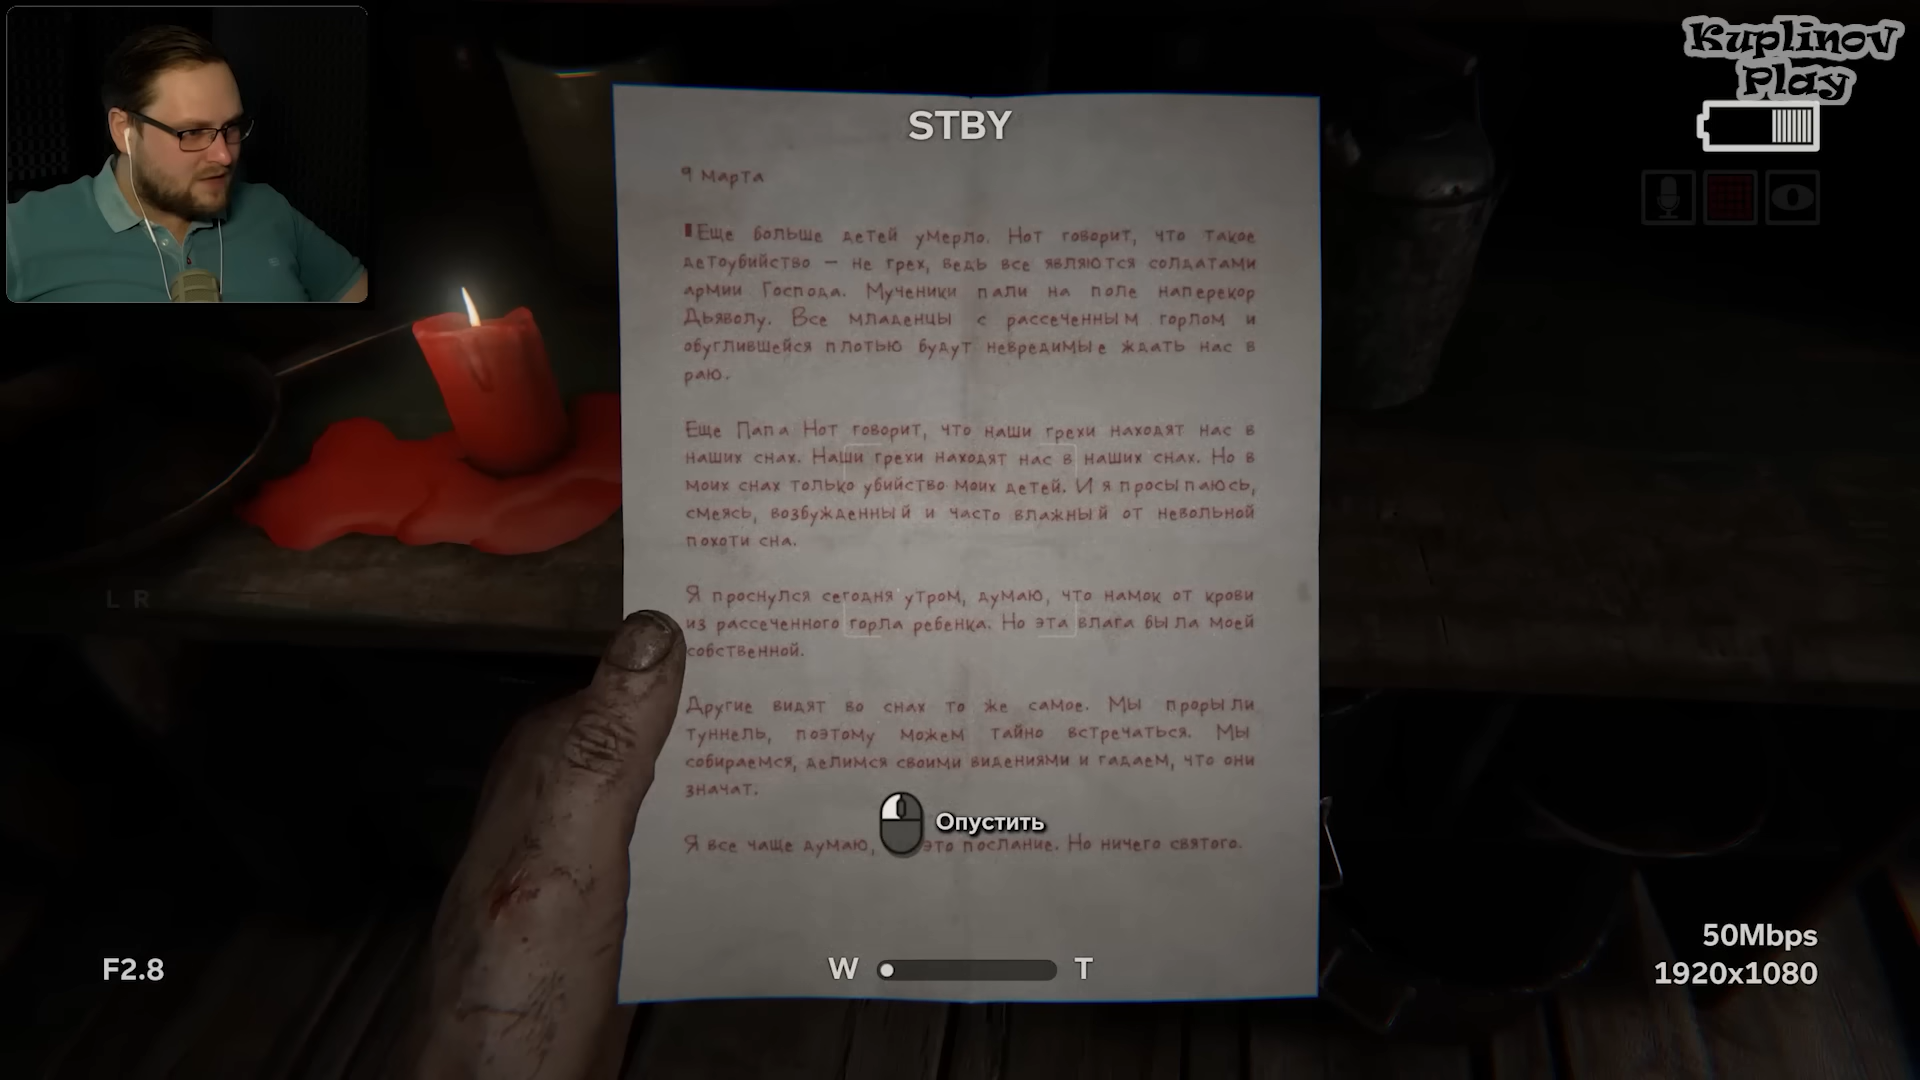 Kuplinov
Play
STBY
9 марта
Еще больше детей умерло. Нот говорит, что такое
детоубийство – не грех, ведь все являются солдатами
армии Господа. Мученики пали на поле наперекор
Дьяволу. Все младенцы с рассеченным горлом и
обуглившейся плотью будут невредимые ждать нас в
раю.
Еще Папа Нот говорит, что наши грехи находят нас в
наших снах. Наши грехи находят нас в наших снах. Но в
моих снах только убийство моих детей. И я просыпаюсь,
смеясь, возбужденный и часто влажный от невольной
похоти сна.
Я проснулся сегодня утром, думаю, что намок от крови
из рассеченного горла ребенка. Но эта влага была моей
собственной.
Другие видят во снах то же самое. Мы прорыли
туннель, поэтому можем тайно встречаться. Мы
собираемся, делимся своими видениями и гадаем, что они
значат.
Опустить
Я все чаще думаю, это послание. Но ничего святого.
L R
F2.8
W T
50Mbps
1920x1080